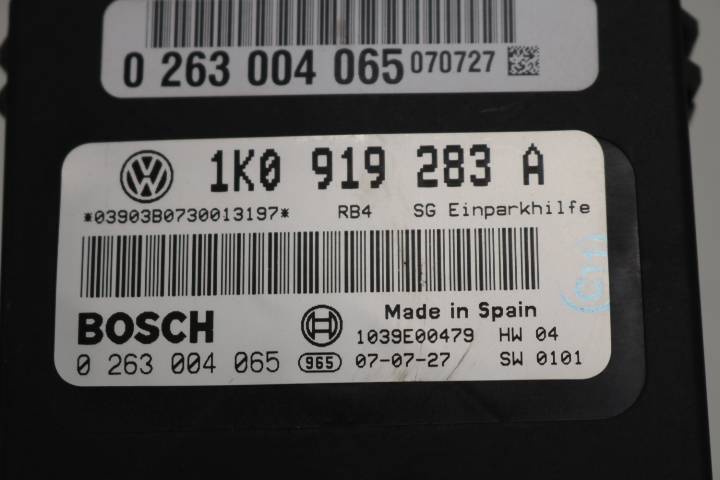 0 263 004 065 070727
1K0 919 283 A
*03903B0730013197* RB4 SG Einparkhilfe
BOSCH Made in Spain
1039E00479 HW 04
0 263 004 065 965 07-07-27 SW 0101